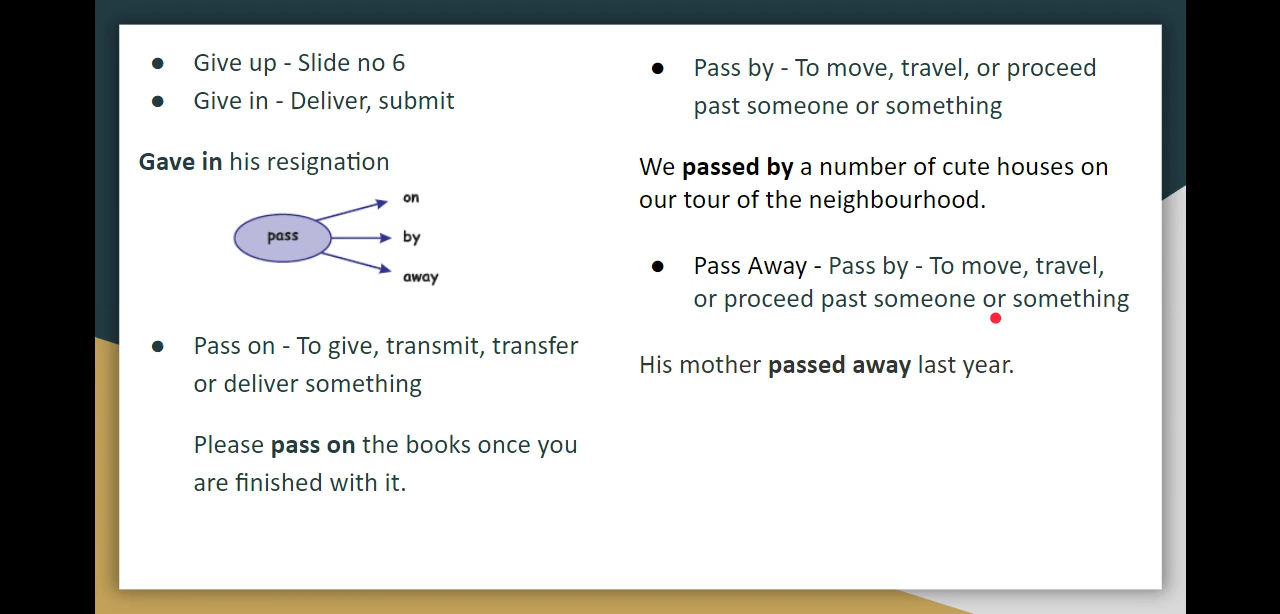 ● Give up - Slide no 6
● Give in - Deliver, submit
Gave in his resignation
pass
on
by
away
● Pass on - To give, transmit, transfer
or deliver something
Please pass on the books once you
are finished with it.
● Pass by - To move, travel, or proceed
past someone or something
We passed by a number of cute houses on
our tour of the neighbourhood.
● Pass Away - Pass by - To move, travel,
or proceed past someone or something
His mother passed away last year.